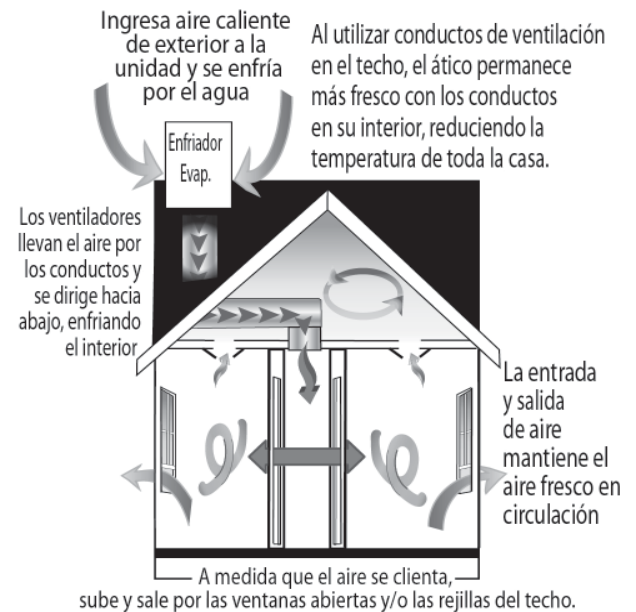 Ingresa aire caliente
de exterior a la
unidad y se enfría
por el agua
Al utilizar conductos de ventilación
en el techo, el ático permanece
más fresco con los conductos
en su interior, reduciendo la
temperatura de toda la casa.
Enfriador
Evap.
Los ventiladores
llevan el aire por
los conductos y
se dirige hacia
abajo, enfriando
el interior
La entrada
y salida
de aire
mantiene el
aire fresco en
circulación
A medida que el aire se clienta,
sube y sale por las ventanas abiertas y/o las rejillas del techo.